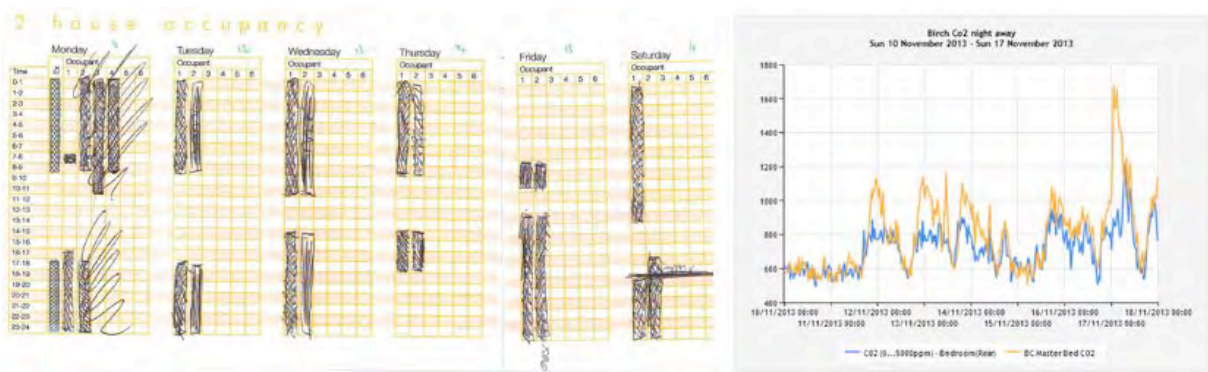 2 house occupancy
Monday
Tuesday 12
Wednesday 13
Thursday
Friday 15
Saturday
Occupant
Occupant
Occupant
Occupant
Occupant
Occupant
Time
1 2 3 4 5 6
1 2 3 4 5 6
1 2 3 4 5 6
1 2 3 4 5 6
1 2 3 4 5 6
1 2 3 4 5 6
0-1
1-2
2-3
3-4
4-5
5-6
6-7
7-8
8-9
9-10
10-11
11-12
12-13
13-14
14-15
15-16
16-17
17-18
18-19
19-20
20-21
21-22
22-23
23-24
Birch Co2 night away
Sun 10 November 2013 - Sun 17 November 2013
1800
1600
1400
1200
1000
800
600
400
10/11/2013 00:00
12/11/2013 00:00
14/11/2013 00:00
16/11/2013 00:00
18/11/2013 00:00
11/11/2013 00:00
13/11/2013 00:00
15/11/2013 00:00
17/11/2013 00:00
CO2 (0...5000ppm) - Bedroom(Rear)
BC Master Bed CO2